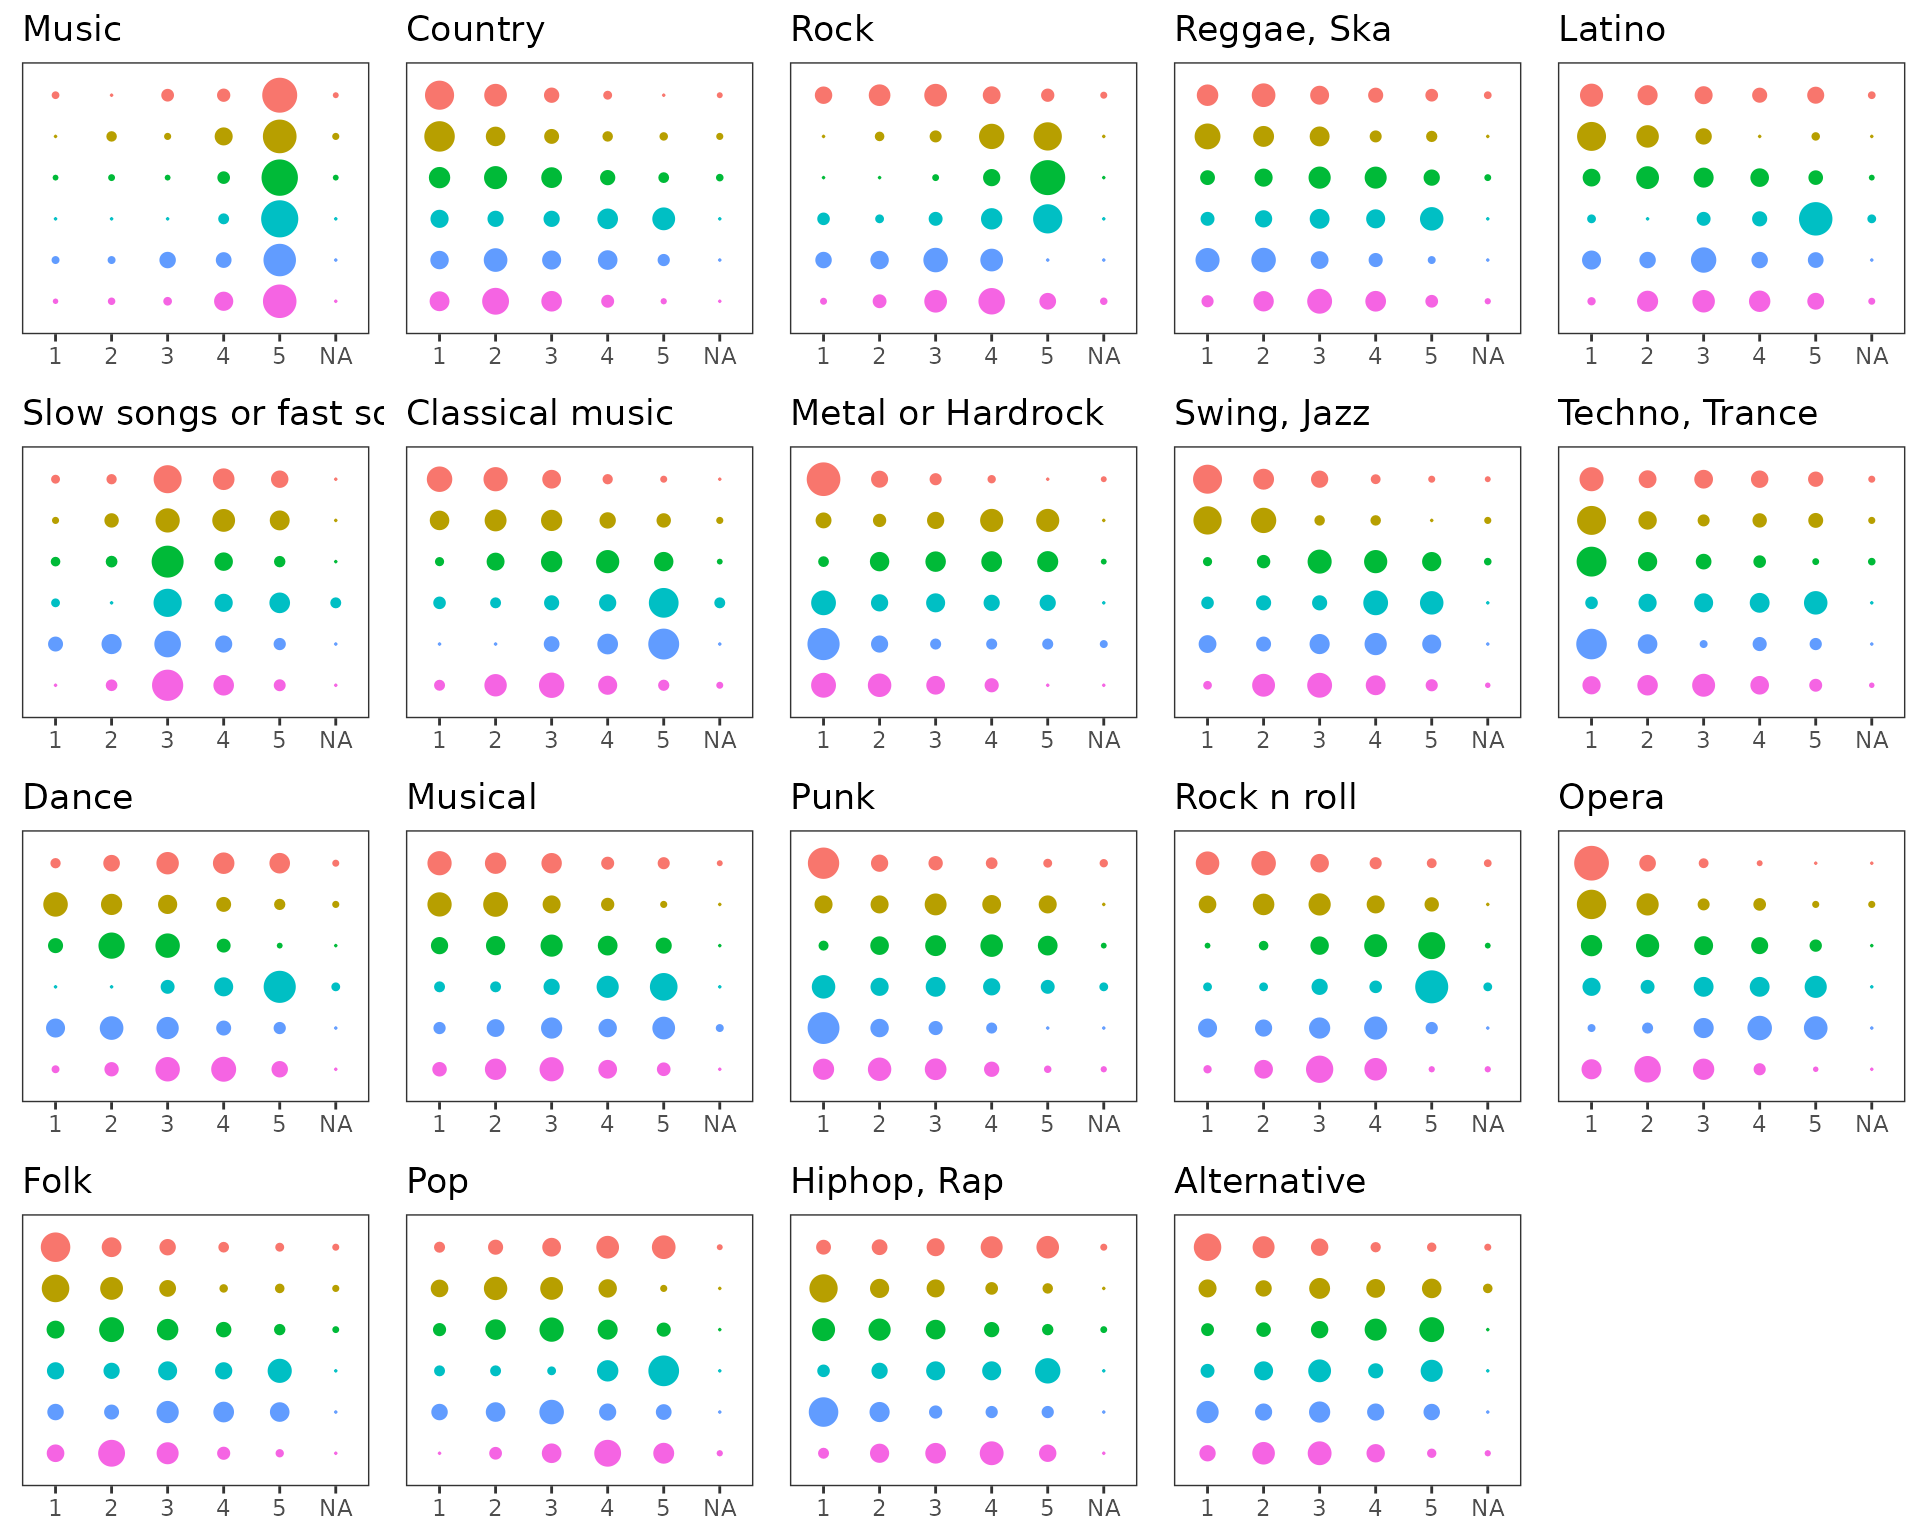 Music Country Rock Reggae, Ska Latino
1 2 3 4 5 NA 1 2 3 4 5 NA 1 2 3 4 5 NA 1 2 3 4 5 NA 1 2 3 4 5 NA
Slow songs or fast Classical music Metal or Hardrock Swing, Jazz Techno, Trance
1 2 3 4 5 NA 1 2 3 4 5 NA 1 2 3 4 5 NA 1 2 3 4 5 NA 1 2 3 4 5 NA
Dance Musical Punk Rock n roll Opera
1 2 3 4 5 NA 1 2 3 4 5 NA 1 2 3 4 5 NA 1 2 3 4 5 NA 1 2 3 4 5 NA
Folk Pop Hiphop, Rap Alternative
1 2 3 4 5 NA 1 2 3 4 5 NA 1 2 3 4 5 NA 1 2 3 4 5 NA